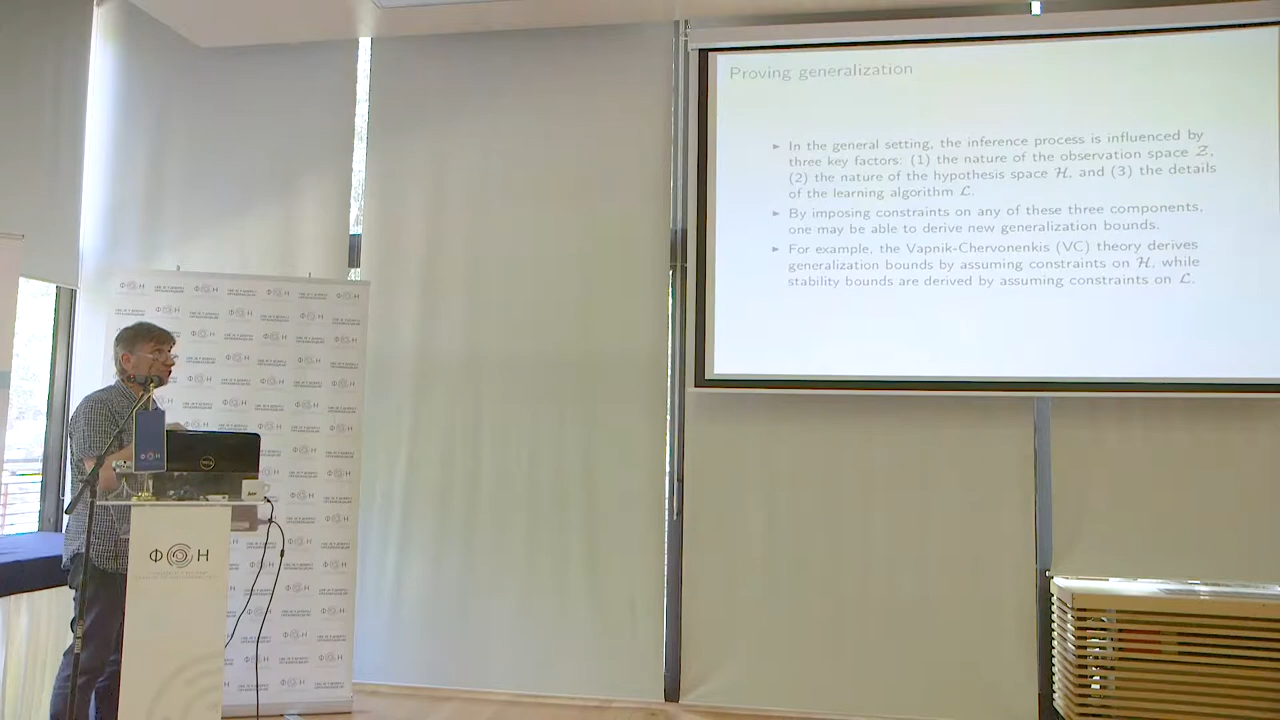 Proving generalization
► In the general setting, the inference process is influenced by
three key factors: (1) the nature of the observation space 𝒵,
(2) the nature of the hypothesis space ℋ, and (3) the details
of the learning algorithm ℒ.
► By imposing constraints on any of these three components,
one may be able to derive new generalization bounds.
► For example, the Vapnik-Chervonenkis (VC) theory derives
generalization bounds by assuming constraints on ℋ, while
stability bounds are derived by assuming constraints on ℒ.
DELL
ФОН